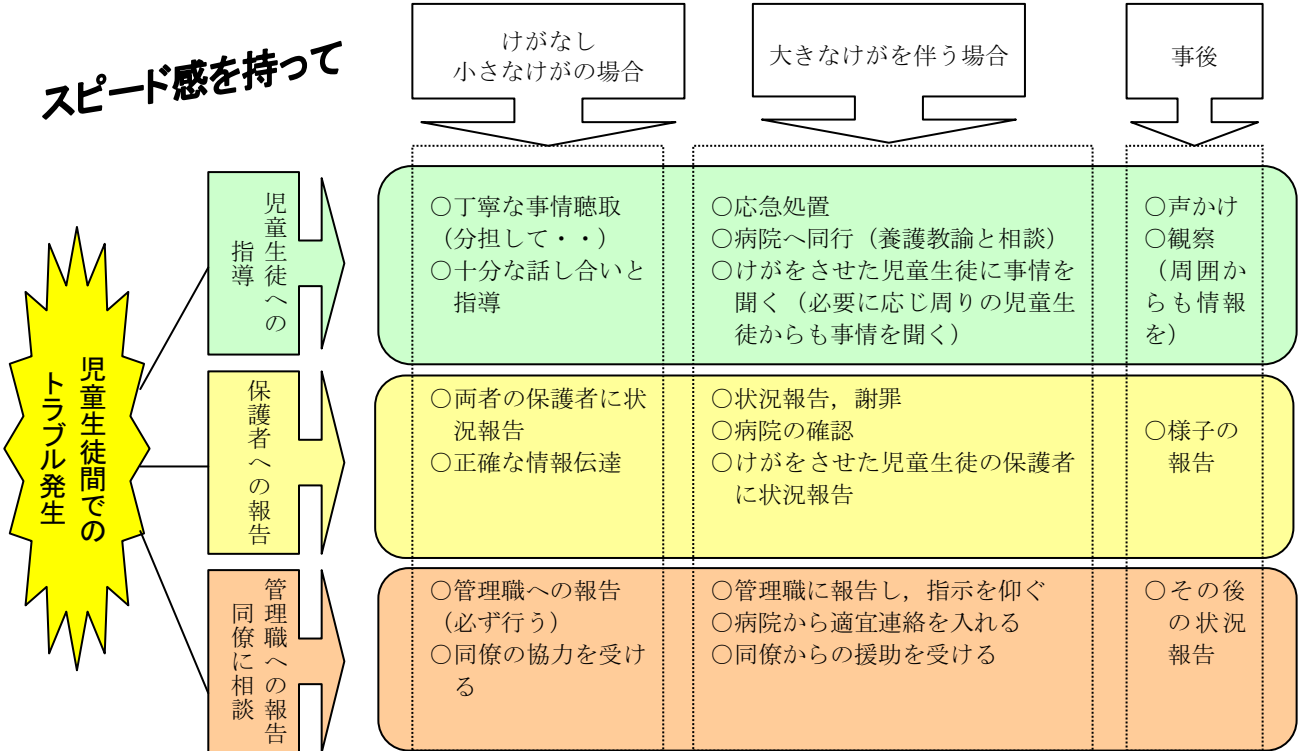 スピード感を持って
けがなし
小さなけがの場合
大きなけがを伴う場合
事後
児童生徒間での
トラブル発生
児童生徒への
指導
○丁寧な事情聴取
（分担して・・）
○十分な話し合いと
指導
○応急処置
○病院へ同行（養護教諭と相談）
○けがをさせた児童生徒に事情を
聞く（必要に応じ周りの児童生
徒からも事情を聞く）
○声かけ
○観察
（周囲か
らも情報
を）
保護者への報告
○両者の保護者に状
況報告
○正確な情報伝達
○状況報告，謝罪
○病院の確認
○けがをさせた児童生徒の保護者
に状況報告
○様子の
報告
管理職への報告
同僚に相談
○管理職への報告
（必ず行う）
○同僚の協力を受け
る
○管理職に報告し，指示を仰ぐ
○病院から適宜連絡を入れる
○同僚からの援助を受ける
○その後
の状況
報告